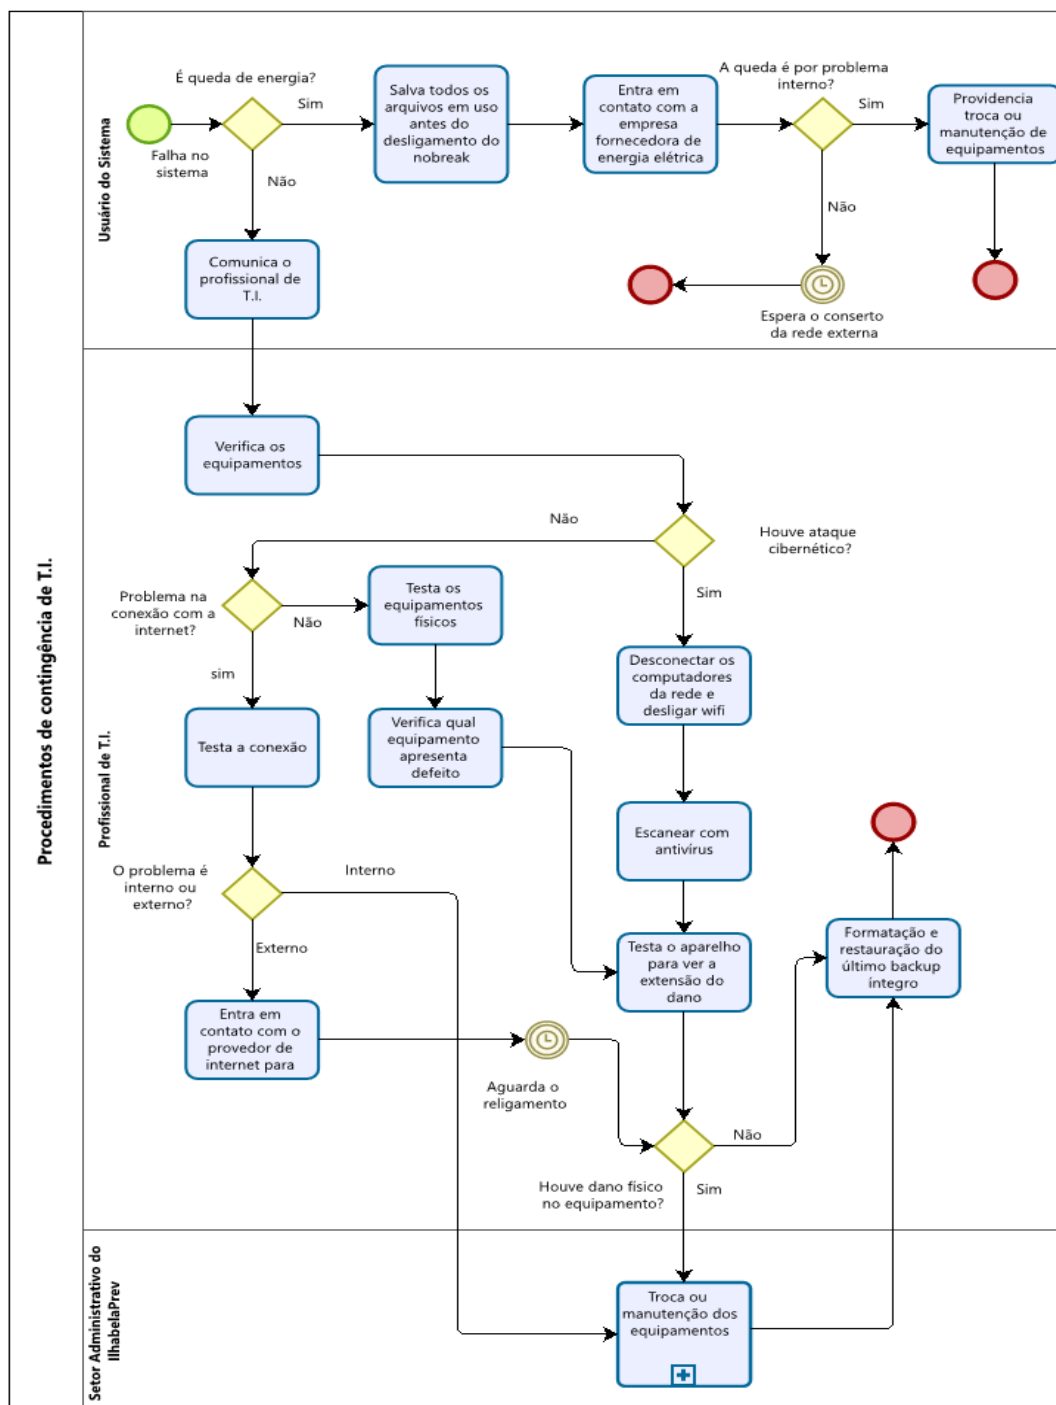 Procedimentos de contingência de T.I.
Usuário do Sistema
É queda de energia?
Sim
Falha no
sistema
Não
Salva todos os
arquivos em uso
antes do
desligamento do
nobreak
Entra em
contato com a
empresa
fornecedora de
energia elétrica
A queda é por problema
interno?
Sim
Providencia
troca ou
manutenção de
equipamentos
Não
Espera o conserto
da rede externa
Comunica o
profissional de
T.I.
Profissional de T.I.
Verifica os
equipamentos
Houve ataque
cibernético?
Não
Sim
Problema na
conexão com a
internet?
Não
sim
Testa os
equipamentos
físicos
Verifica qual
equipamento
apresenta
defeito
Desconectar os
computadores
da rede e
desligar wifi
Testa a conexão
Escanear com
antivírus
O problema é
interno ou
externo?
Interno
Externo
Testa o aparelho
para ver a
extensão do
dano
Formatação e
restauração do
último backup
íntegro
Entra em
contato com o
provedor de
internet para
Aguarda o
religamento
Houve dano físico
no equipamento?
Não
Sim
Setor Administrativo do
IlhabelaPrev
Troca ou
manutenção dos
equipamentos